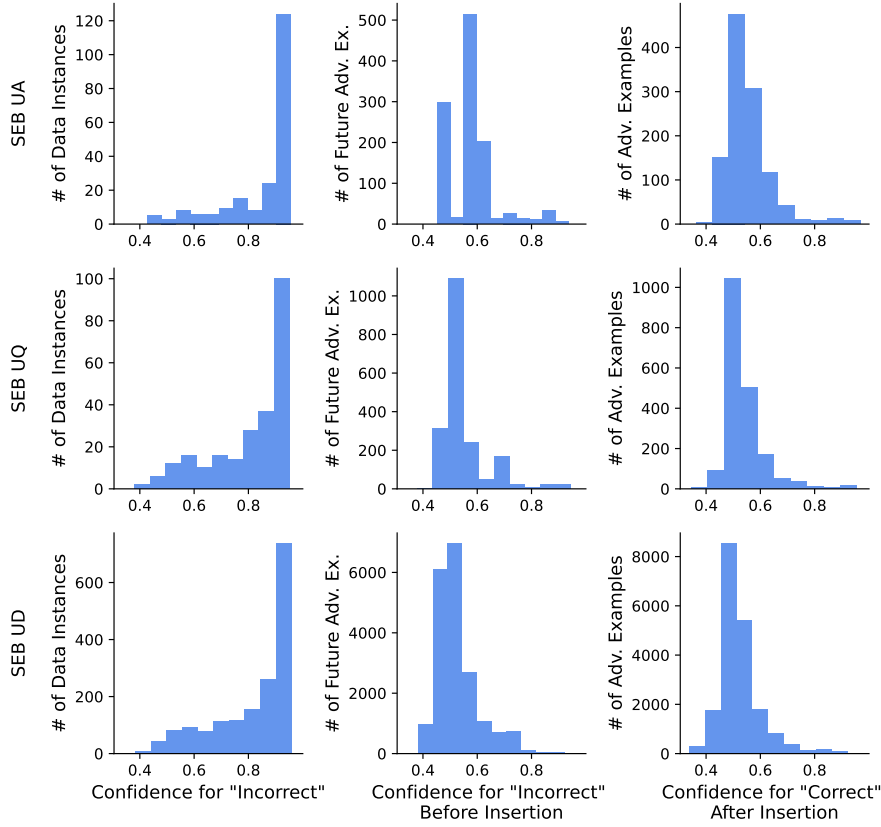 SEB UA
# of Data Instances
120
100
80
60
40
20
0
0.4 0.6 0.8
# of Future Adv. Ex.
500
400
300
200
100
0
0.4 0.6 0.8
# of Adv. Examples
400
300
200
100
0
0.4 0.6 0.8
SEB UQ
# of Data Instances
100
80
60
40
20
0
0.4 0.6 0.8
# of Future Adv. Ex.
1000
800
600
400
200
0
0.4 0.6 0.8
# of Adv. Examples
1000
800
600
400
200
0
0.4 0.6 0.8
SEB UD
# of Data Instances
600
400
200
0
0.4 0.6 0.8
Confidence for "Incorrect"
# of Future Adv. Ex.
6000
4000
2000
0
0.4 0.6 0.8
Confidence for "Incorrect"
Before Insertion
# of Adv. Examples
8000
6000
4000
2000
0
0.4 0.6 0.8
Confidence for "Correct"
After Insertion